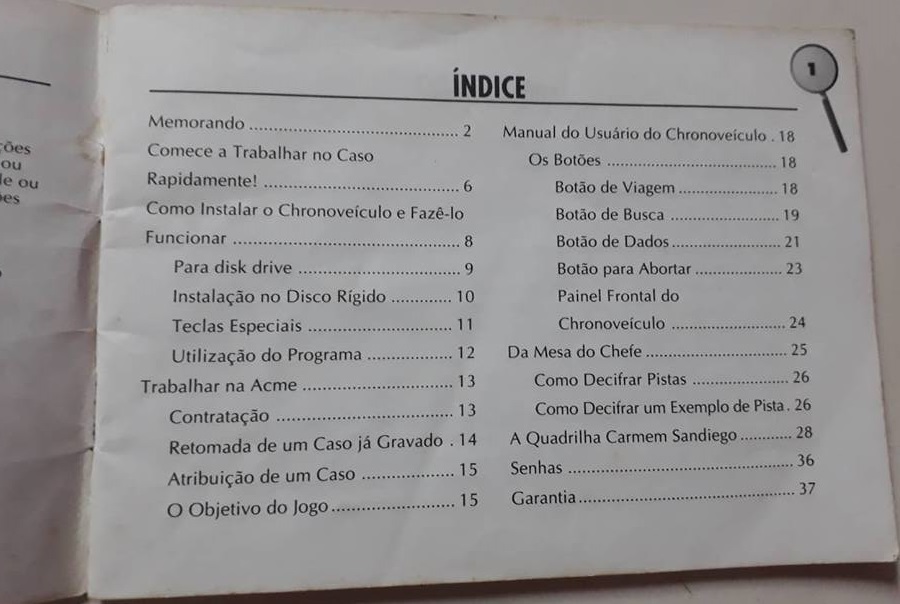 ções
ou
le ou
ÍNDICE
1
Memorando ........................................ 2
Comece a Trabalhar no Caso
Rapidamente! ..................................... 6
Como Instalar o Chronoveículo e Fazê-lo
Funcionar ........................................... 8
Para disk drive ............................... 9
Instalação no Disco Rígido ............ 10
Teclas Especiais ............................ 11
Utilização do Programa ................ 12
Trabalhar na Acme ............................. 13
Contratação .................................. 13
Retomada de um Caso já Gravado . 14
Atribuição de um Caso .................. 15
O Objetivo do Jogo........................ 15
Manual do Usuário do Chronoveículo . 18
Os Botões .................................... 18
Botão de Viagem..................... 18
Botão de Busca ....................... 19
Botão de Dados....................... 21
Botão para Abortar .................. 23
Painel Frontal do
Chronoveículo ........................ 24
Da Mesa do Chefe ............................. 25
Como Decifrar Pistas .................... 26
Como Decifrar um Exemplo de Pista. 26
A Quadrilha Carmem Sandiego........... 28
Senhas ............................................... 36
Garantia.............................................. 37